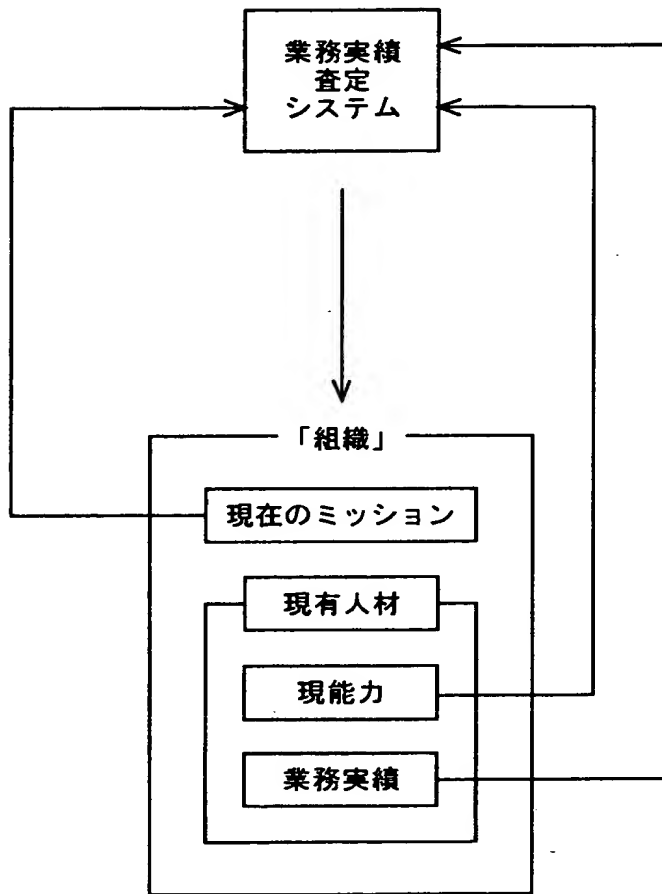 業務実績
査定
システム
「組織」
現在のミッション
現有人材
現能力
業務実績